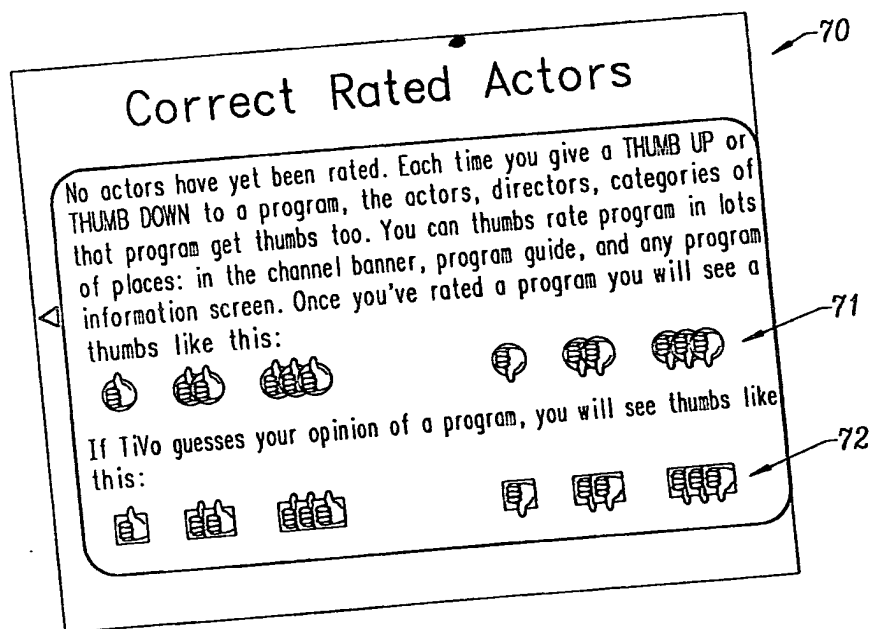 70
Correct Rated Actors
No actors have yet been rated. Each time you give a THUMB UP or
THUMB DOWN to a program, the actors, directors, categories of
that program get thumbs too. You can thumbs rate program in lots
of places: in the channel banner, program guide, and any program
information screen. Once you've rated a program you will see a
thumbs like this:
71
If TiVo guesses your opinion of a program, you will see thumbs like
this:
72